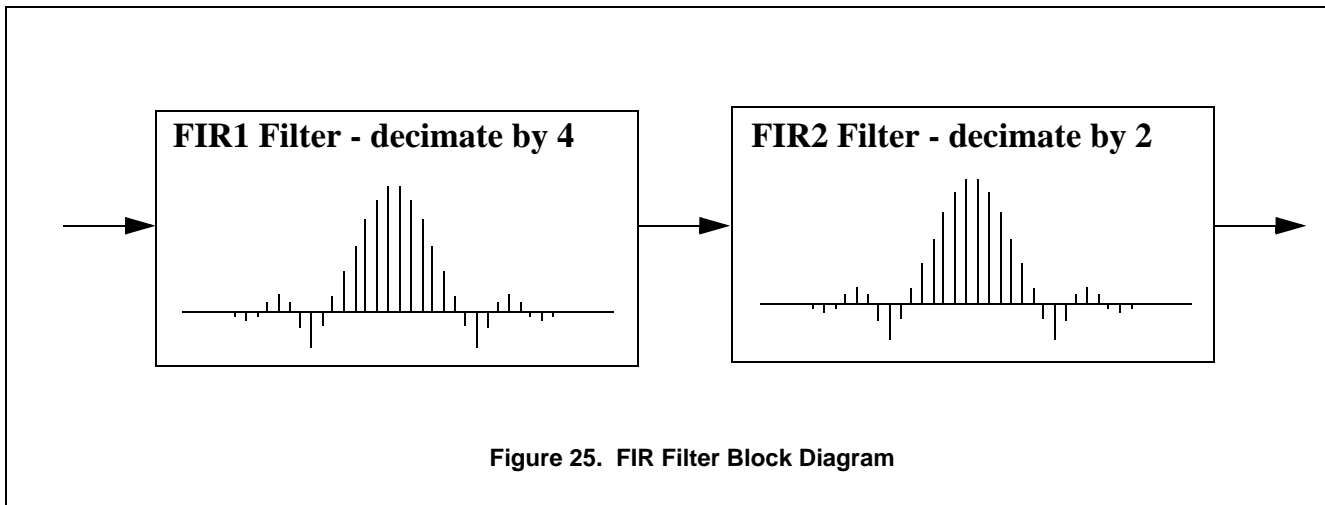 FIR1 Filter - decimate by 4
FIR2 Filter - decimate by 2
Figure 25. FIR Filter Block Diagram